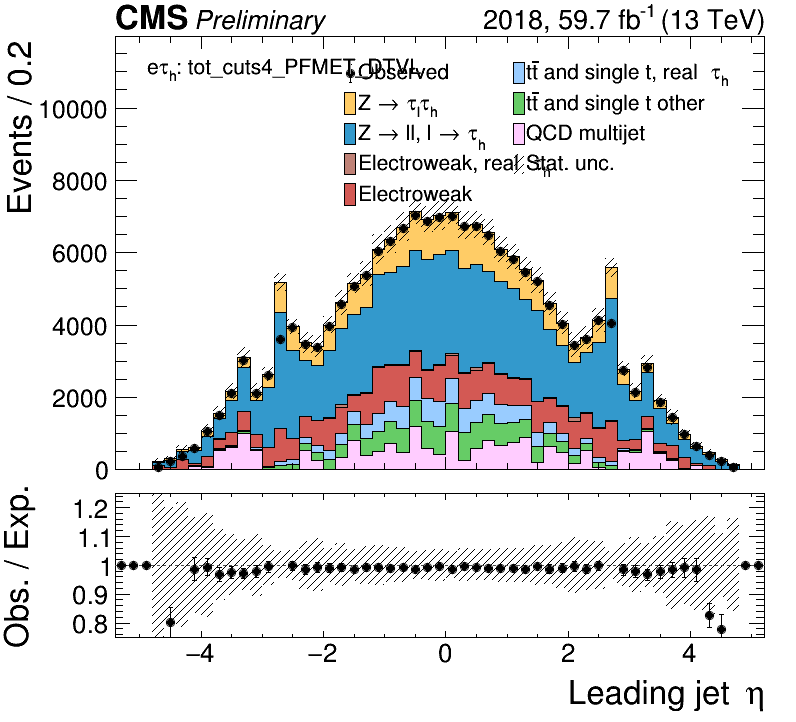 CMS Preliminary 2018, 59.7 fb⁻¹ (13 TeV)
eτh: tot_cuts4_PFMET_DTVL
Observed
Z → τlτh
Z → ll, l → τh
Electroweak, real τh
Electroweak
tt̄ and single t, real τh
tt̄ and single t other
QCD multijet
Stat. unc.
Events / 0.2
10000
8000
6000
4000
2000
0
Obs. / Exp.
1.2
1.1
1
0.9
0.8
−4 −2 0 2 4
Leading jet η